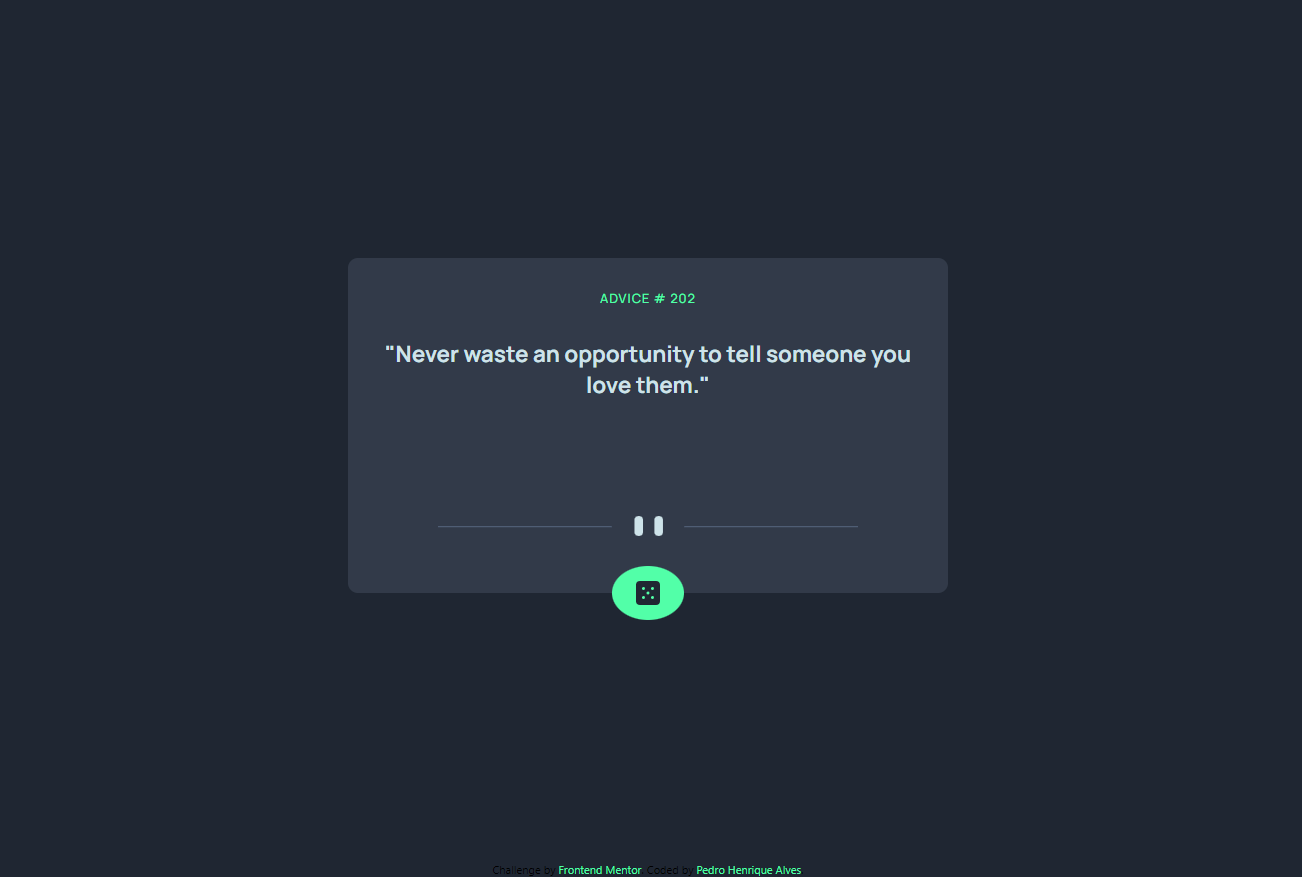 ADVICE # 202
"Never waste an opportunity to tell someone you
love them."
Challenge by Frontend Mentor. Coded by Pedro Henrique Alves